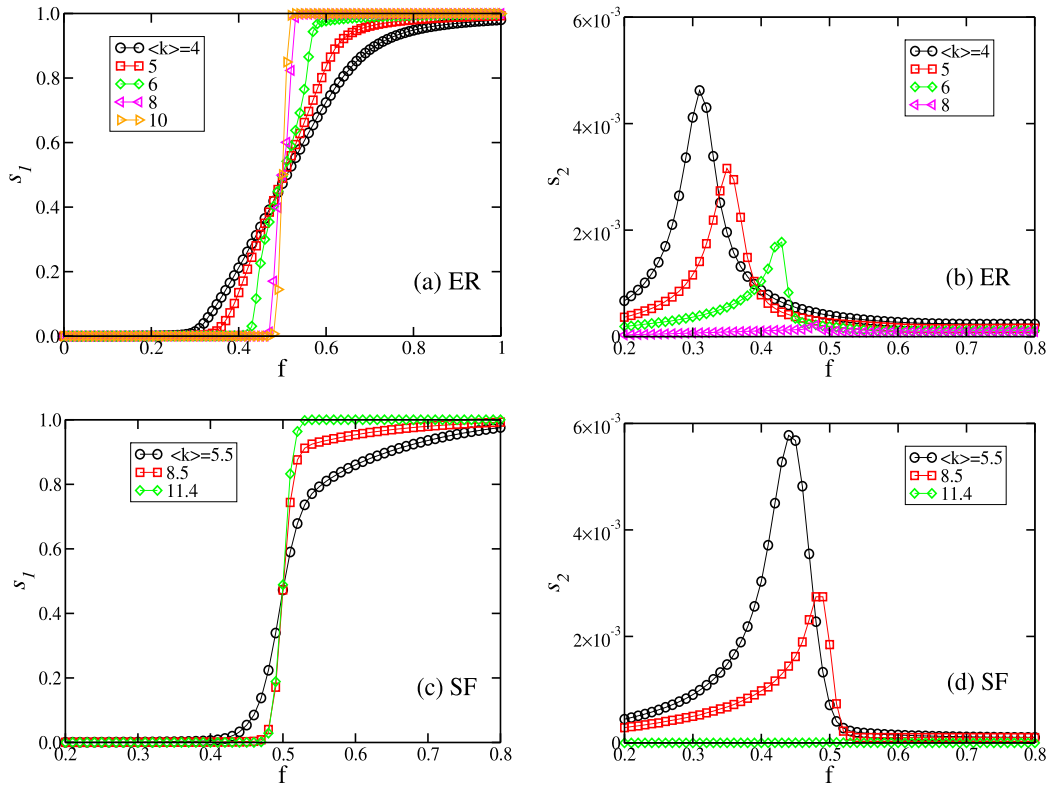 1.0
0.8
0.6
0.4
0.2
0.0
s1
<k>=4
5
6
8
10
(a) ER
0 0.2 0.4 0.6 0.8 1
f
6×10-3
4×10-3
2×10-3
0
s2
<k>=4
5
6
8
(b) ER
0.2 0.3 0.4 0.5 0.6 0.7 0.8
f
1.0
0.8
0.6
0.4
0.2
0.0
s1
<k>=5.5
8.5
11.4
(c) SF
0.2 0.3 0.4 0.5 0.6 0.7 0.8
f
6×10-3
4×10-3
2×10-3
0
s2
<k>=5.5
8.5
11.4
(d) SF
0.2 0.3 0.4 0.5 0.6 0.7 0.8
f